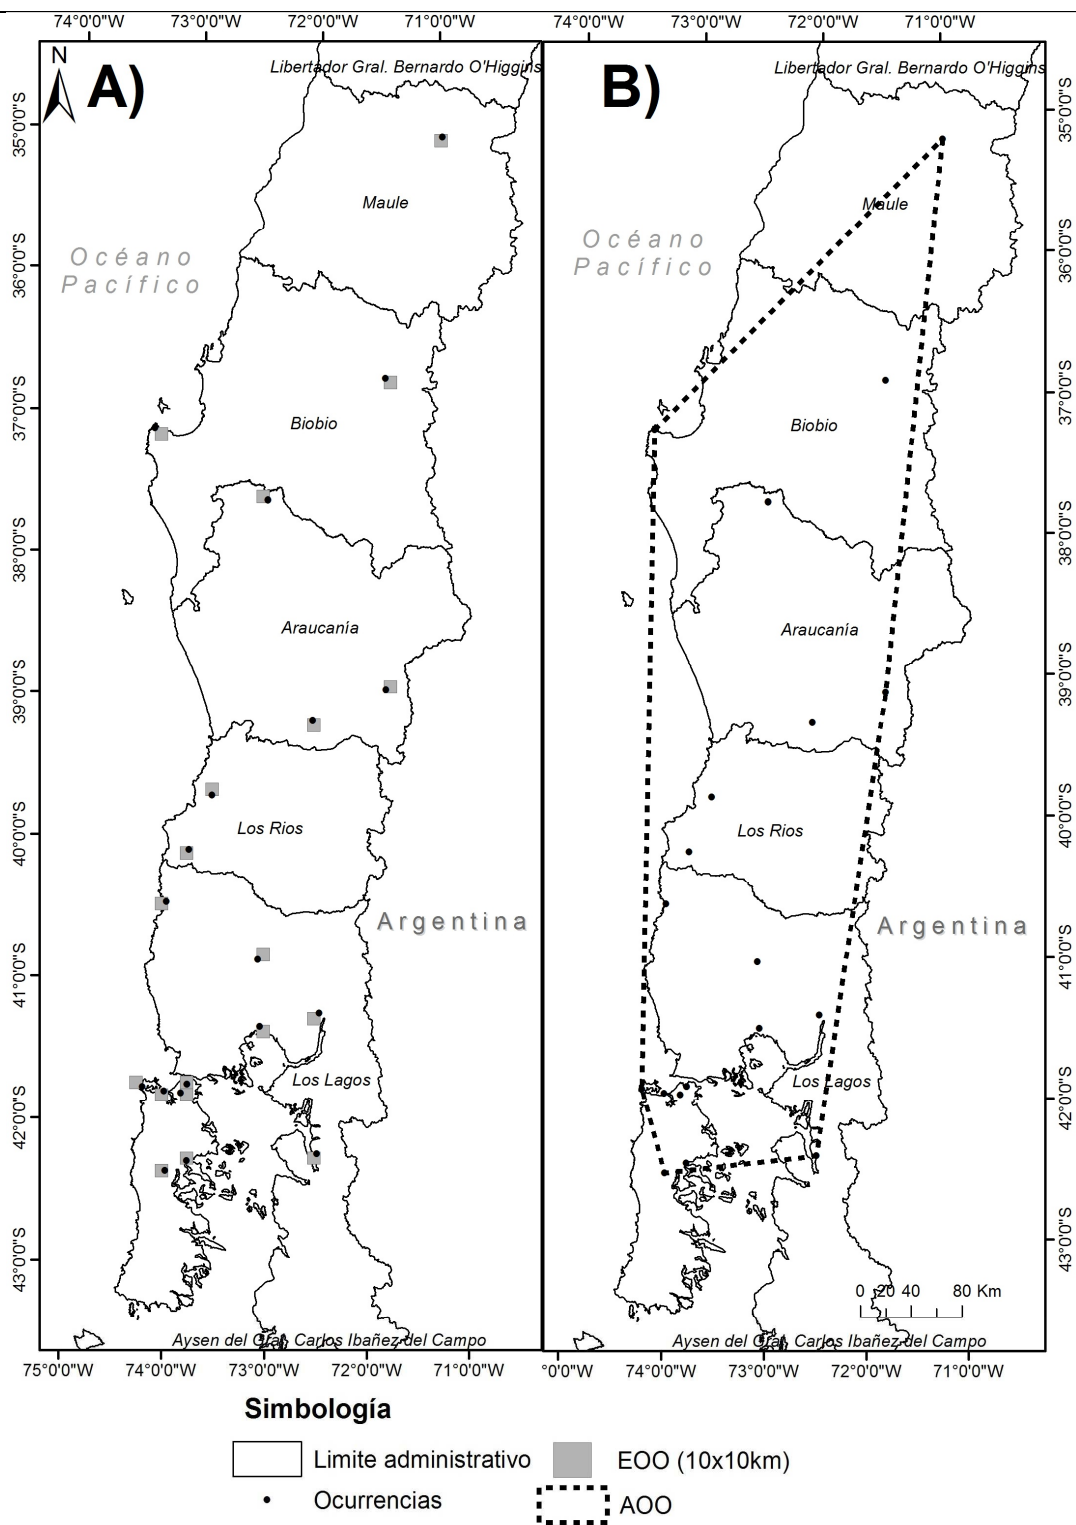 74°0'0"W 73°0'0"W 72°0'0"W 71°0'0"W
74°0'0"W 73°0'0"W 72°0'0"W 71°0'0"W
N
A)
B)
Libertador Gral. Bernardo O'Higgins
Libertador Gral. Bernardo O'Higgins
35°0'0"S
35°0'0"S
Maule
Maule
Océano
Pacífico
Océano
Pacífico
36°0'0"S
36°0'0"S
37°0'0"S
37°0'0"S
Biobio
Biobio
38°0'0"S
38°0'0"S
Araucanía
Araucanía
39°0'0"S
39°0'0"S
Los Rios
Los Rios
40°0'0"S
40°0'0"S
Argentina
Argentina
41°0'0"S
41°0'0"S
Los Lagos
Los Lagos
42°0'0"S
42°0'0"S
43°0'0"S
43°0'0"S
0 20 40 80 Km
Aysen del Gral. Carlos Ibañez del Campo
Aysen del Gral. Carlos Ibañez del Campo
75°0'0"W 74°0'0"W 73°0'0"W 72°0'0"W 71°0'0"W
0°0'0"W 74°0'0"W 73°0'0"W 72°0'0"W 71°0'0"W
Simbología
Limite administrativo
EOO (10x10km)
Ocurrencias
AOO